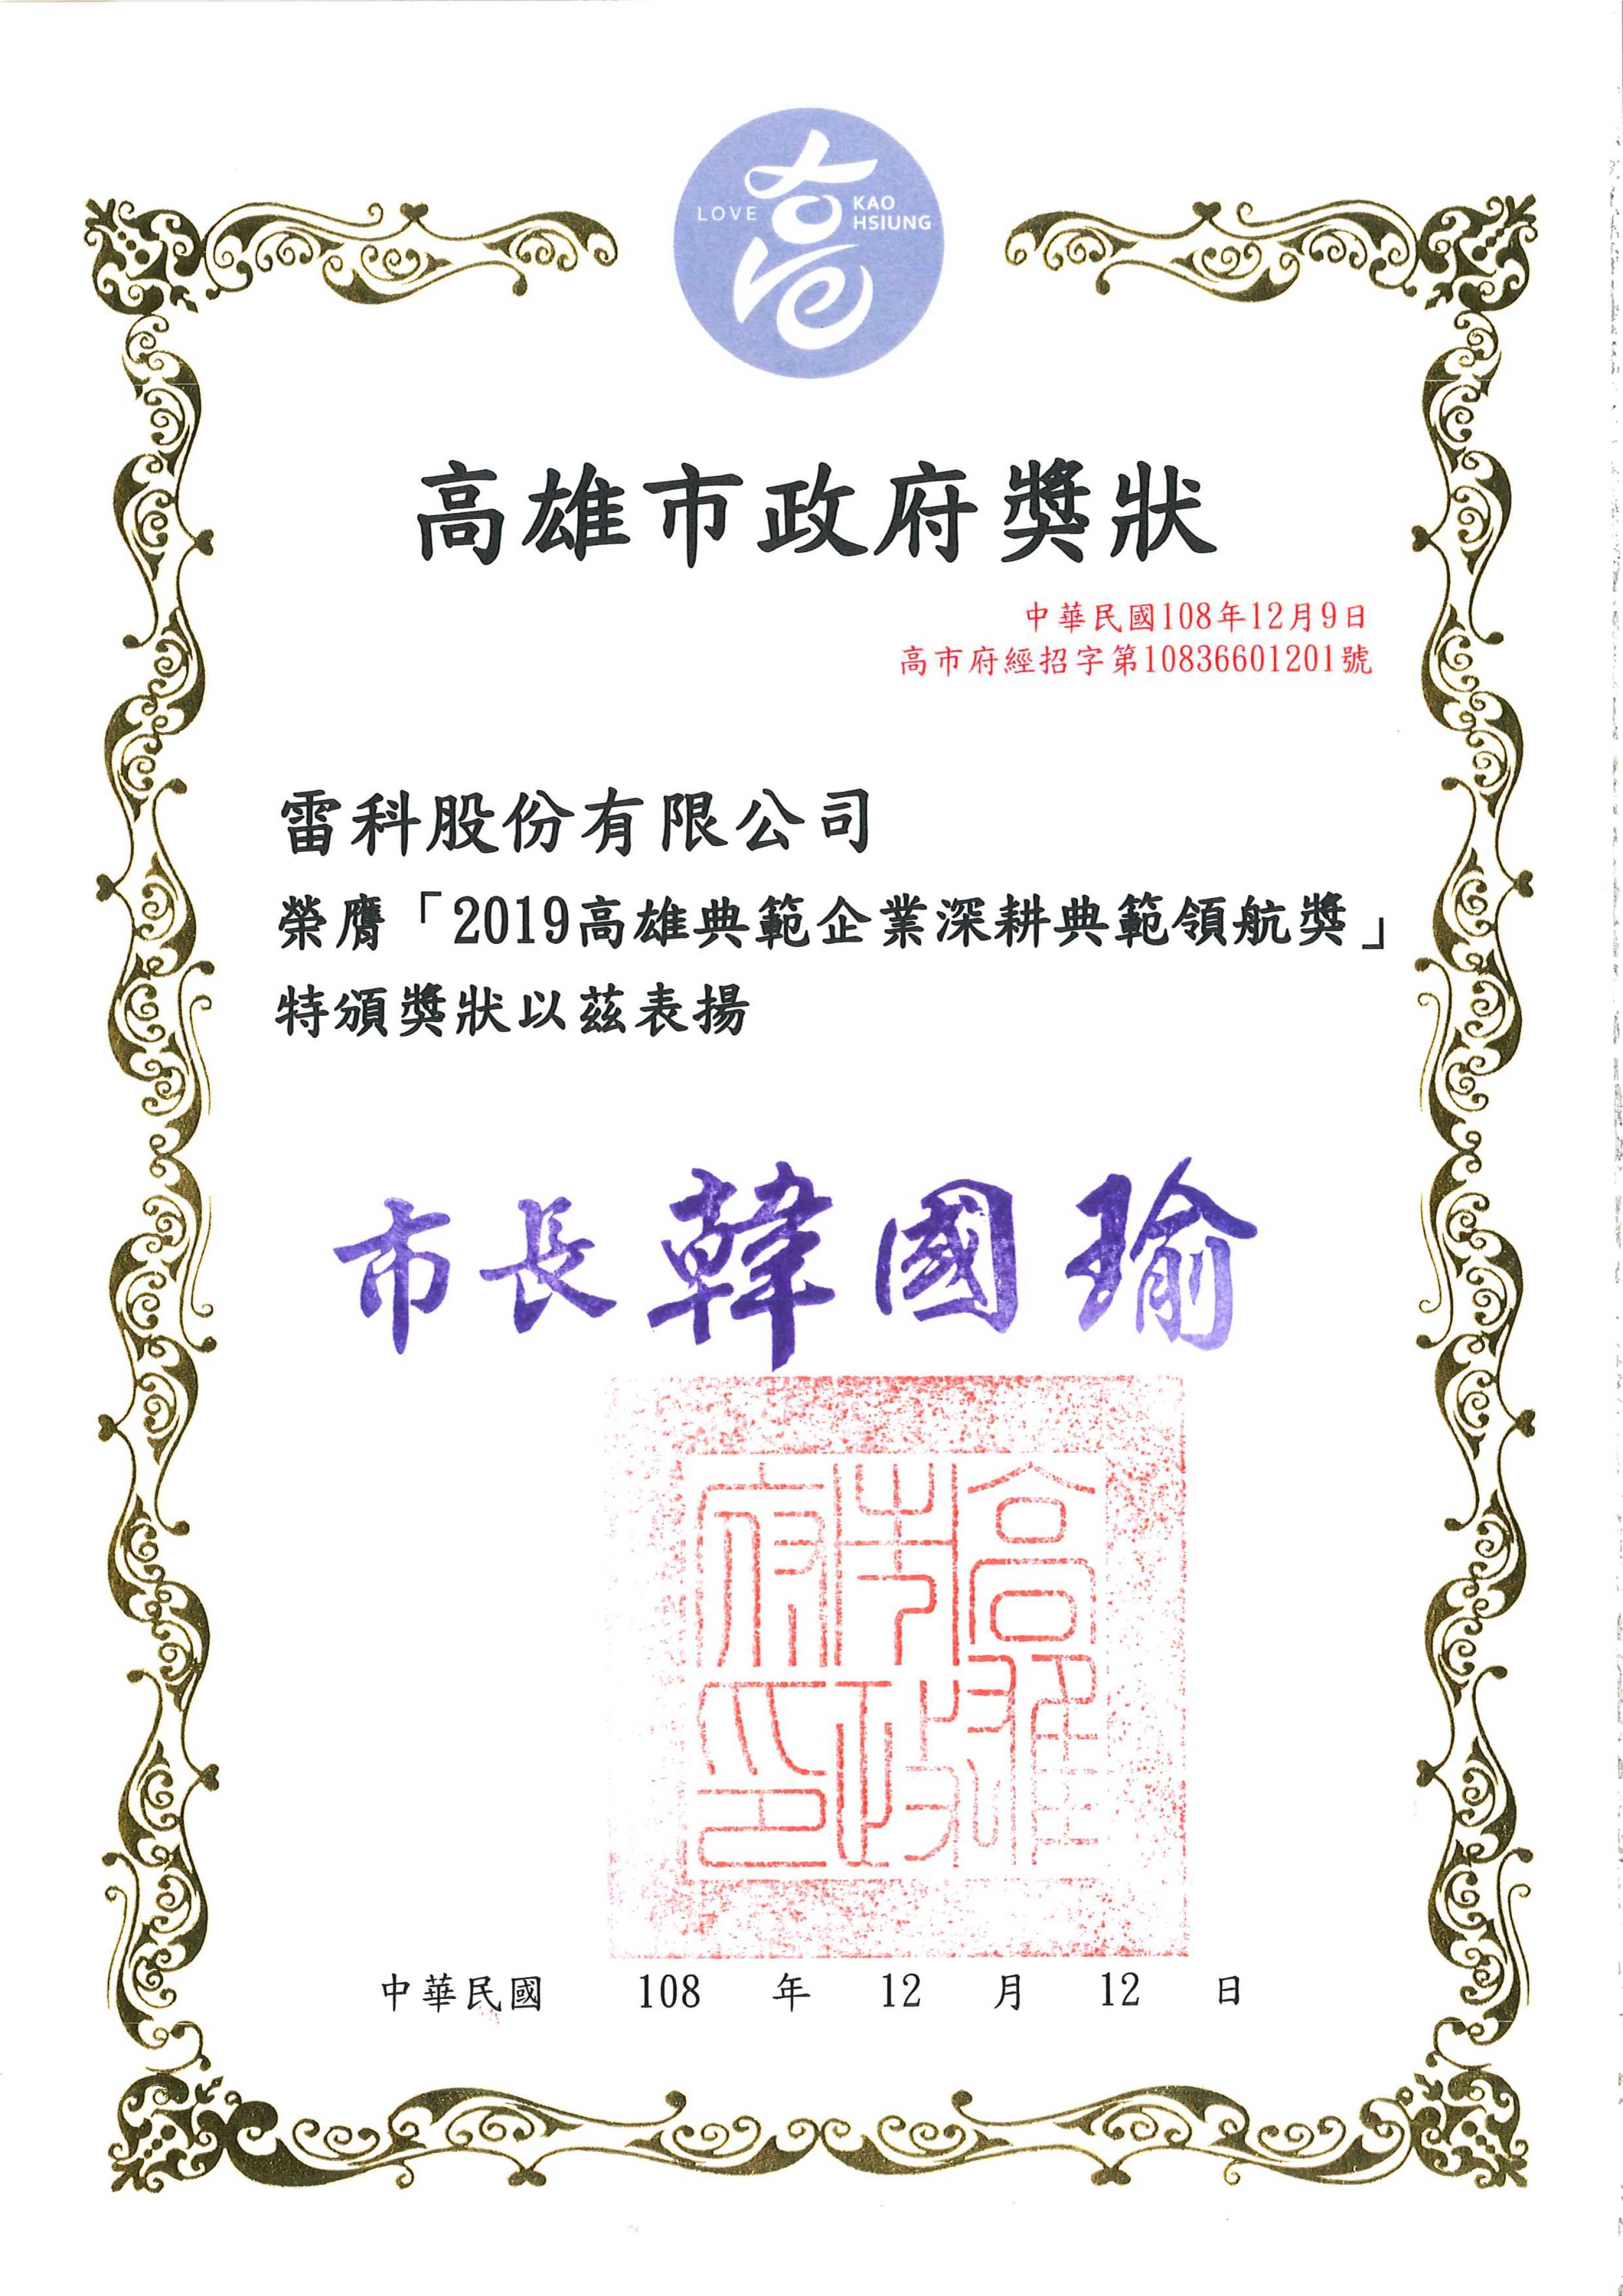 LOVE 高 KAO
HSIUNG
高雄市政府獎狀
中華民國108年12月9日
高市府經招字第10836601201號
雷科股份有限公司
榮膺「2019高雄典範企業深耕典範領航獎」
特頒獎狀以茲表揚
市長韓國瑜
高雄市政府印
中華民國 108 年 12 月 12 日